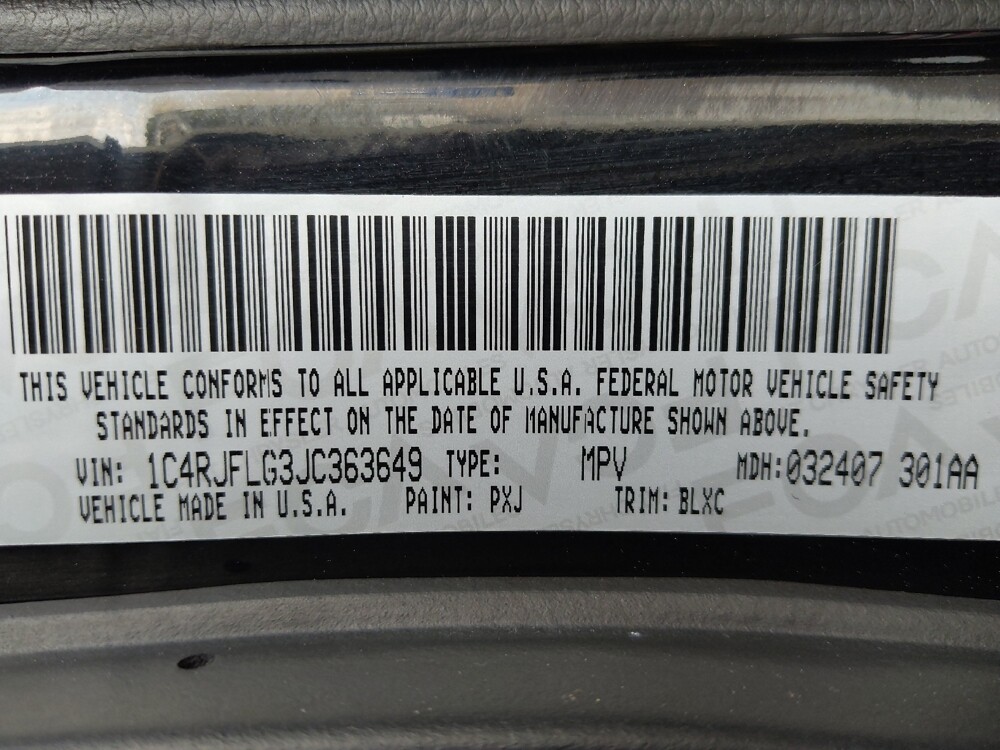 THIS VEHICLE CONFORMS TO ALL APPLICABLE U.S.A. FEDERAL MOTOR VEHICLE SAFETY
STANDARDS IN EFFECT ON THE DATE OF MANUFACTURE SHOWN ABOVE.
VIN: 1C4RJFLG3JC363649 TYPE: MPV MDH:032407 301AA
VEHICLE MADE IN U.S.A. PAINT: PXJ TRIM: BLXC